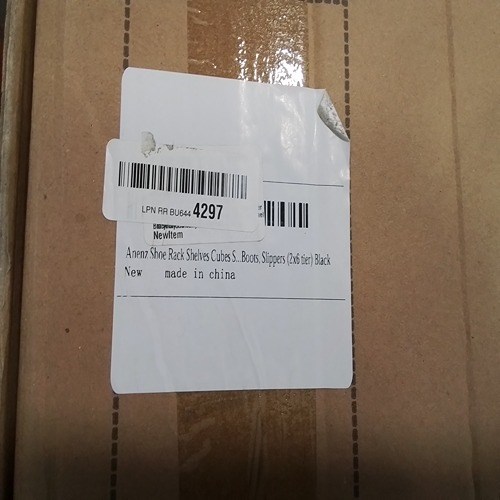 LPN RR BU644 4297
NewItem
Anenz Shoe Rack Shelves Cubes S...Boots, Slippers (2x6 tier) Black
New made in china